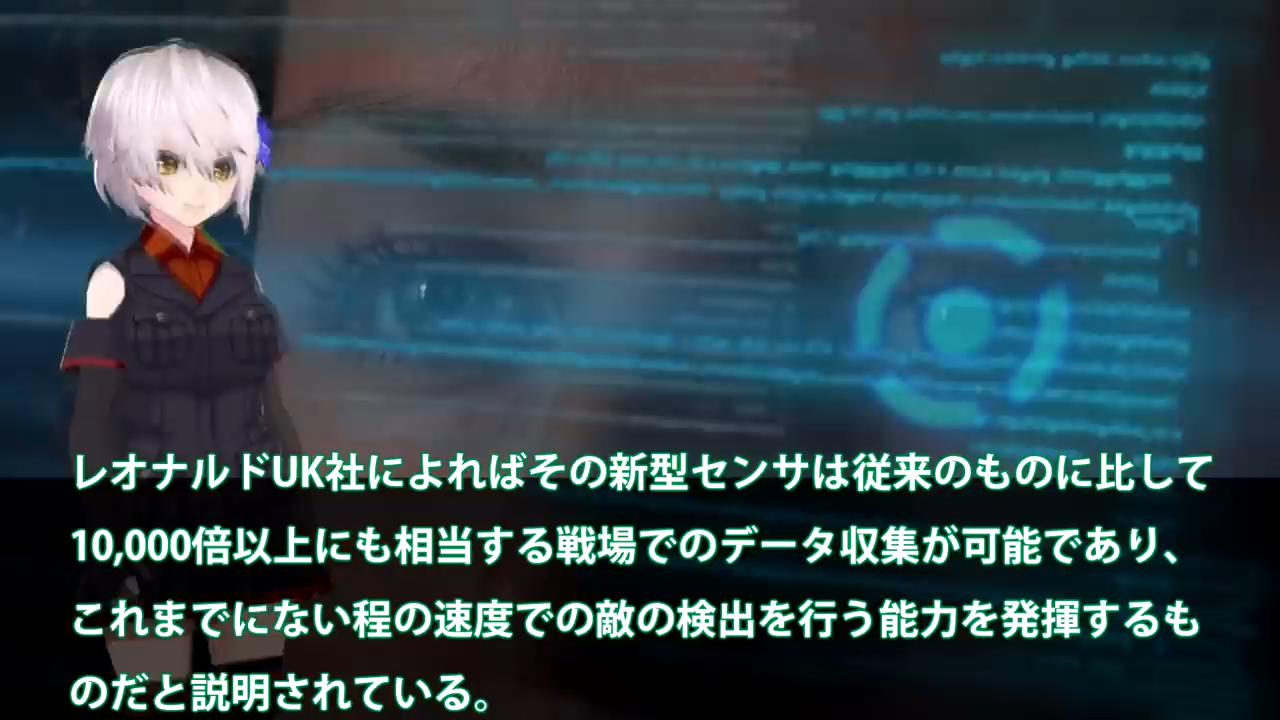 レオナルドUK社によればその新型センサは従来のものに比して
10,000倍以上にも相当する戦場でのデータ収集が可能であり、
これまでにない程の速度での敵の検出を行う能力を発揮するも
のだと説明されている。